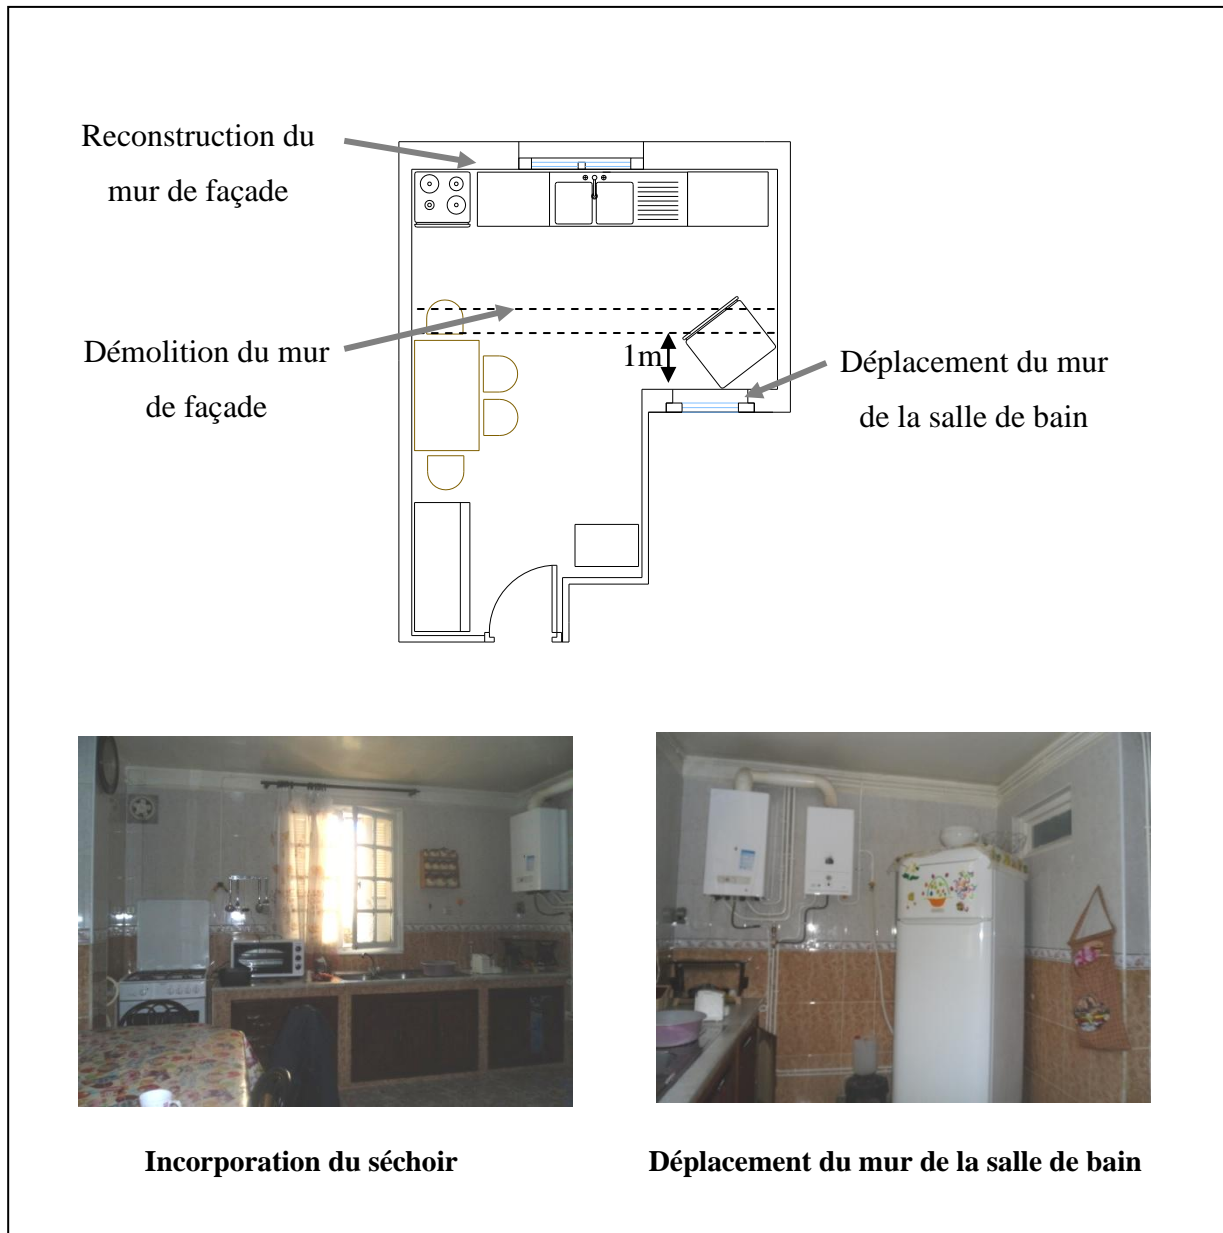 Reconstruction du
mur de façade
Démolition du mur
de façade
1m
Déplacement du mur
de la salle de bain
Incorporation du séchoir
Déplacement du mur de la salle de bain